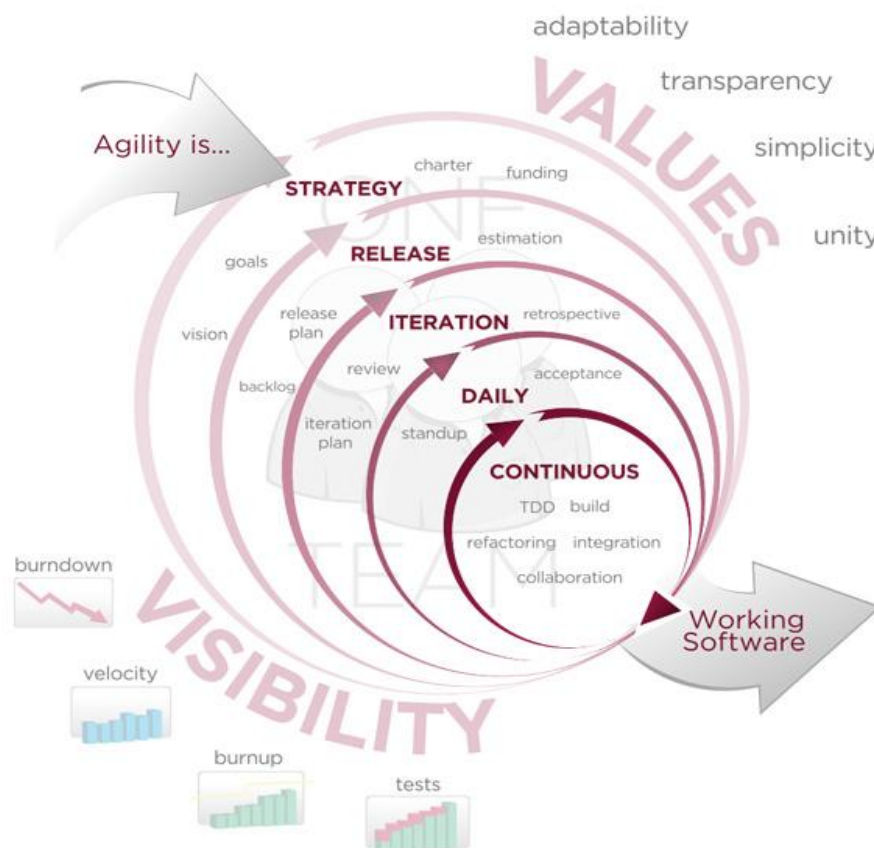 adaptability
transparency
simplicity
unity
VALUES
Agility is...
STRATEGY
charter
funding
goals
vision
RELEASE
estimation
release
plan
backlog
ITERATION
retrospective
review
iteration
plan
DAILY
acceptance
standup
CONTINUOUS
TDD build
refactoring integration
collaboration
ONE
TEAM
Working
Software
VISIBILITY
burndown
velocity
burnup
tests